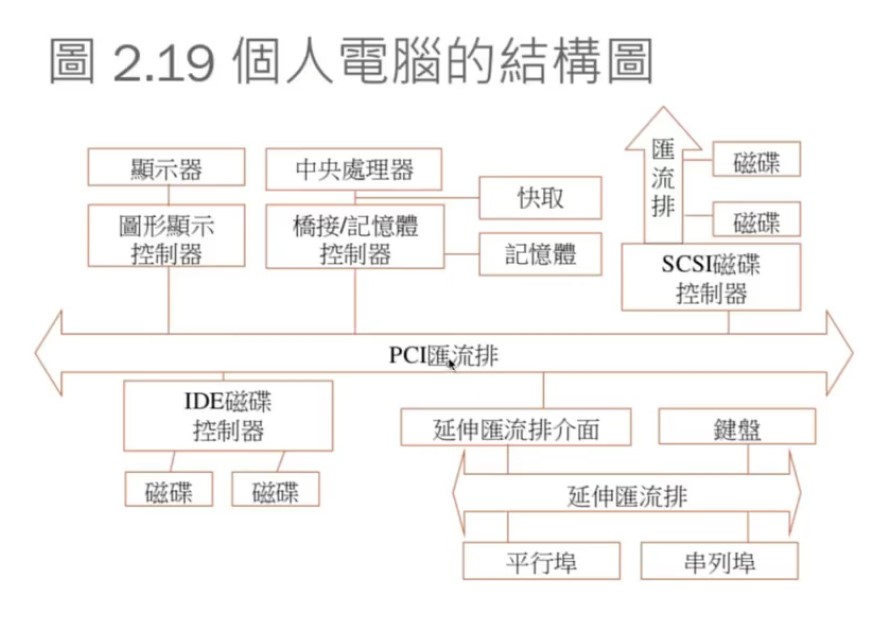 圖 2.19 個人電腦的結構圖
顯示器
中央處理器
快取
圖形顯示
控制器
橋接/記憶體
控制器
記憶體
匯
流
排
磁碟
磁碟
SCSI磁碟
控制器
PCI匯流排
IDE磁碟
控制器
磁碟
磁碟
延伸匯流排介面
鍵盤
延伸匯流排
平行埠
串列埠